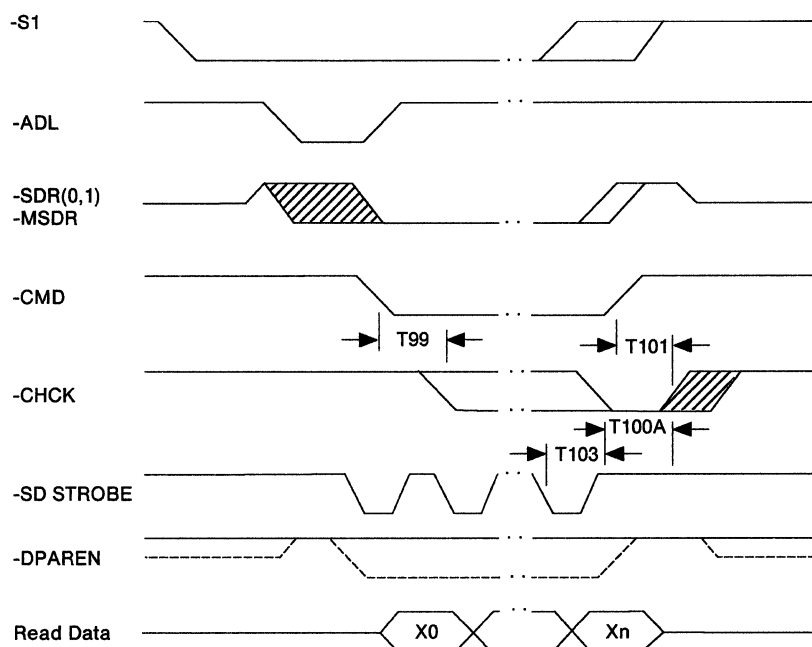 -S1
-ADL
-SDR(0,1)
-MSDR
-CMD
T99
T101
-CHCK
T100A
T103
-SD STROBE
-DPAREN
Read Data
X0
Xn